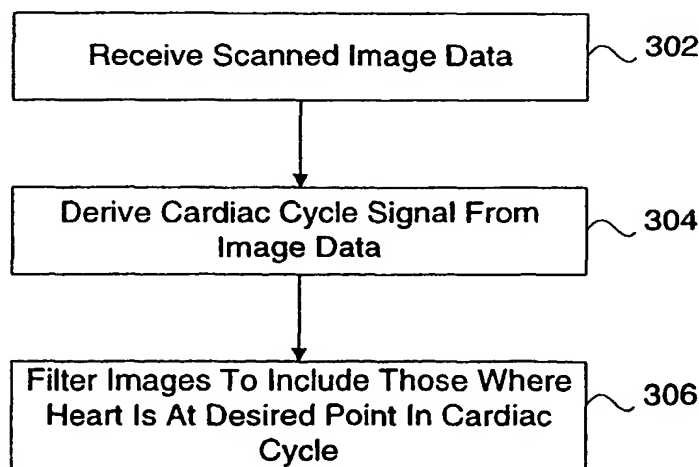 Receive Scanned Image Data
302
Derive Cardiac Cycle Signal From
Image Data
304
Filter Images To Include Those Where
Heart Is At Desired Point In Cardiac
Cycle
306